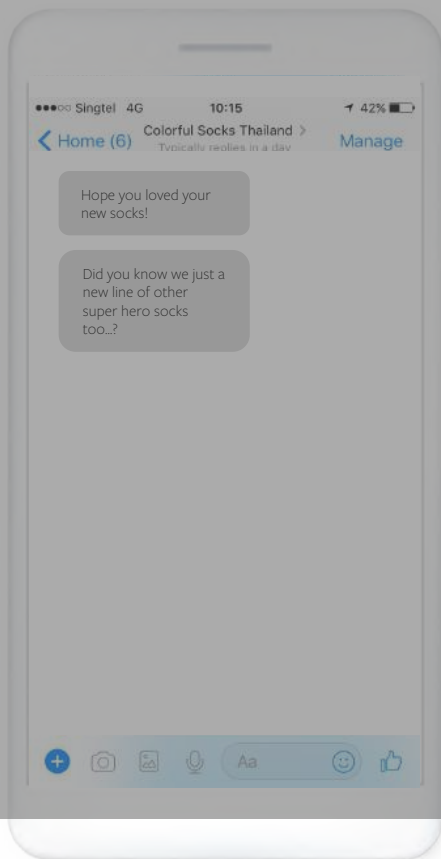 Singtel 4G 10:15 42%
Home (6) Colorful Socks Thailand > Manage
Typically replies in a day
Hope you loved your
new socks!
Did you know we just a
new line of other
super hero socks
too...?
Aa